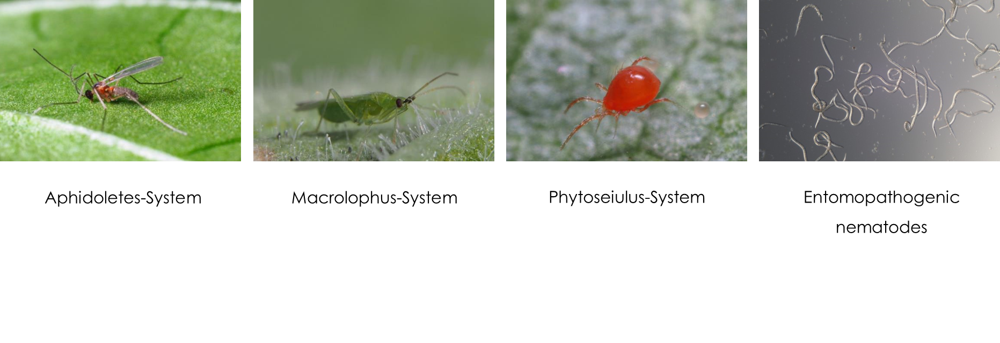 Aphidoletes-System
Macrolophus-System
Phytoseiulus-System
Entomopathogenic
nematodes